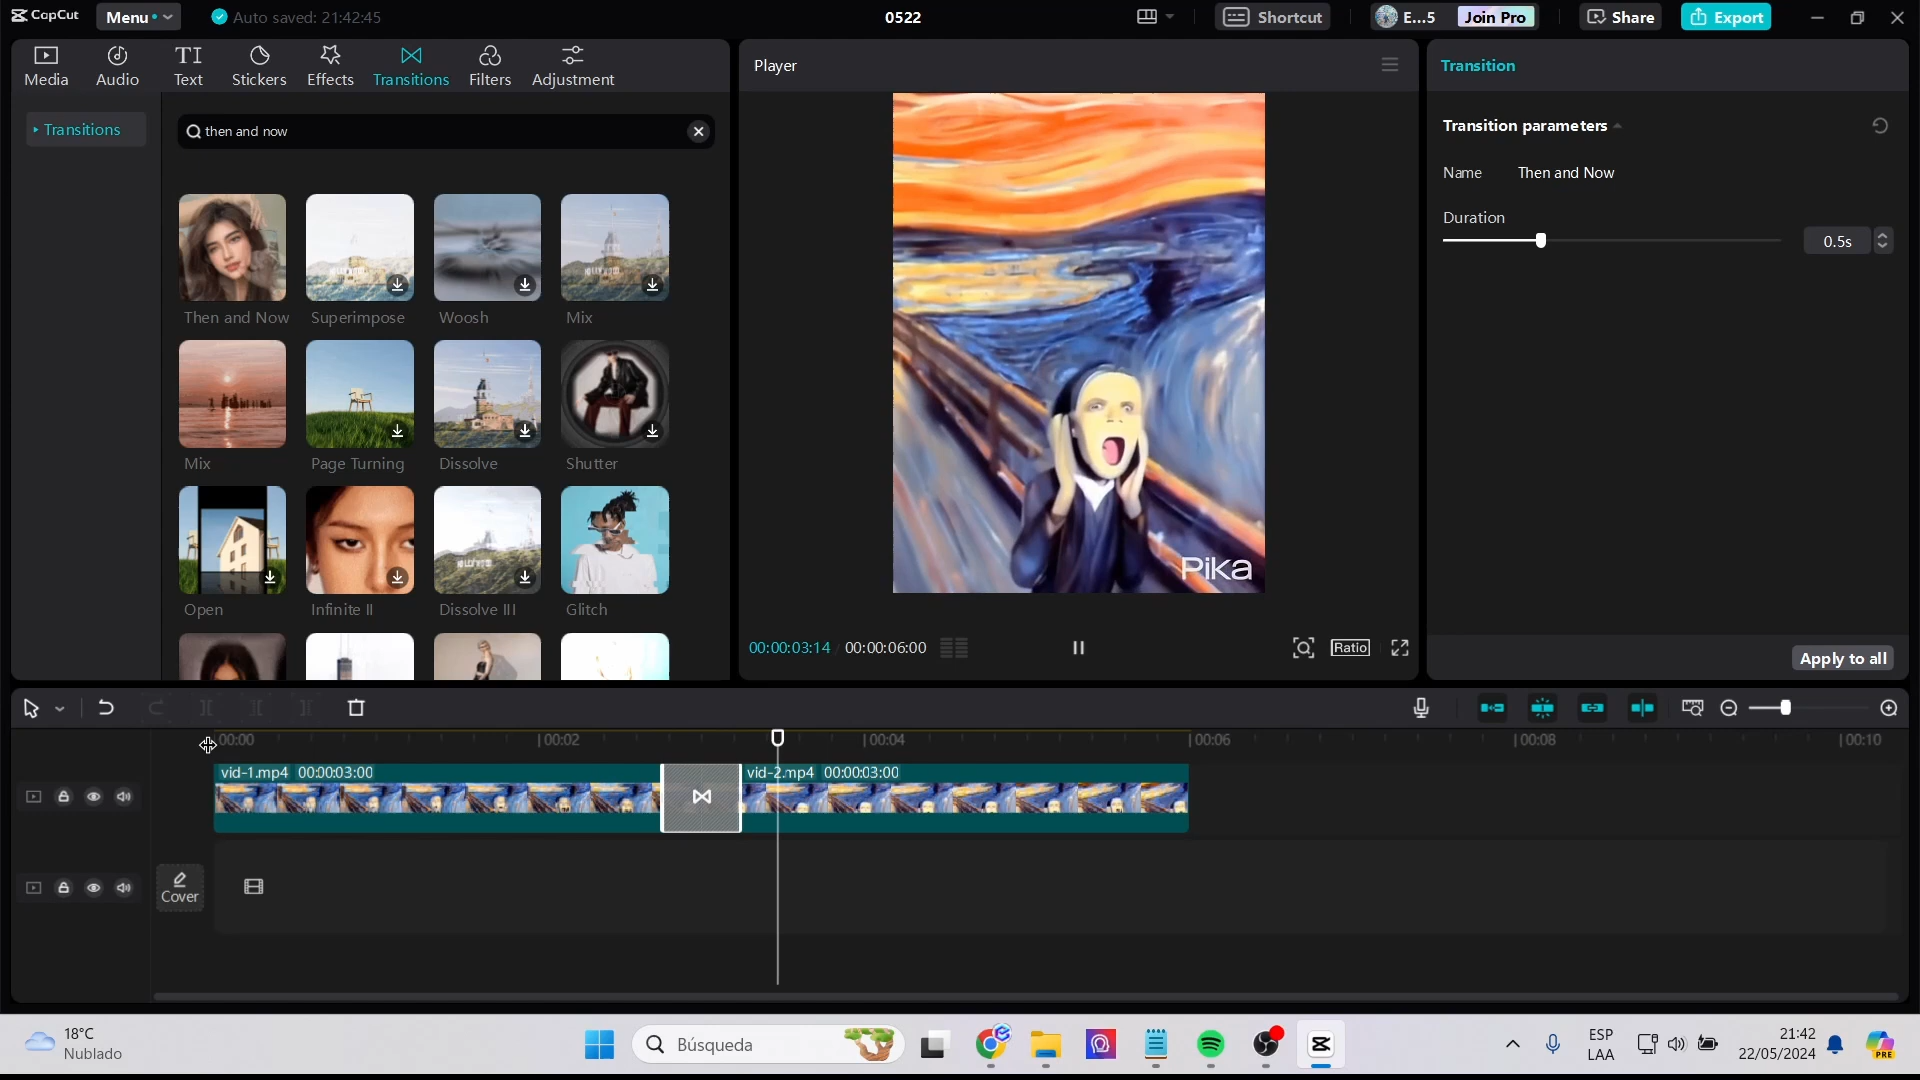 CapCut
Menu
Auto saved: 21:42:45
0522
Shortcut
E...5
Join Pro
Share
Export
Media
Audio
TI
Text
Stickers
Effects
Transitions
Filters
Adjustment
Player
Transition
Transitions
then and now
Transition parameters
Name
Then and Now
Duration
0.5s
Then and Now
Superimpose
Woosh
Mix
Mix
Page Turning
Dissolve
Shutter
Open
Infinite II
Dissolve III
Glitch
Pika
00:00:03:14
00:00:06:00
Ratio
Apply to all
00:00
00:02
00:04
00:06
00:08
00:10
vid-1.mp4 00:00:03:00
vid-2.mp4 00:00:03:00
Cover
18°C
Nublado
Búsqueda
ESP
LAA
21:42
22/05/2024
PRE